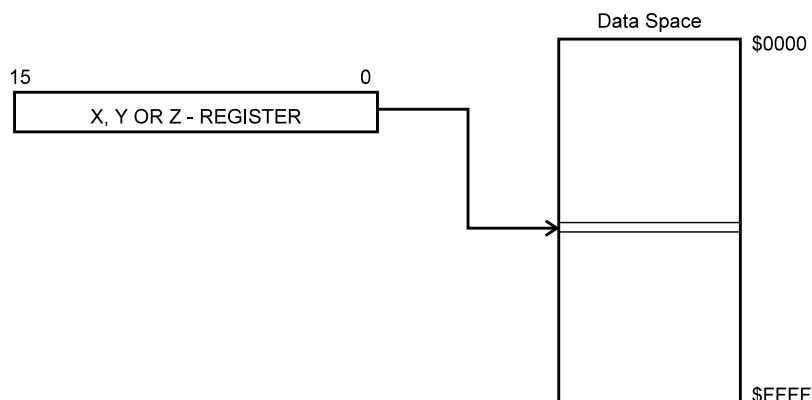 Data Space
$0000
15 0
X, Y OR Z - REGISTER
$FFFF